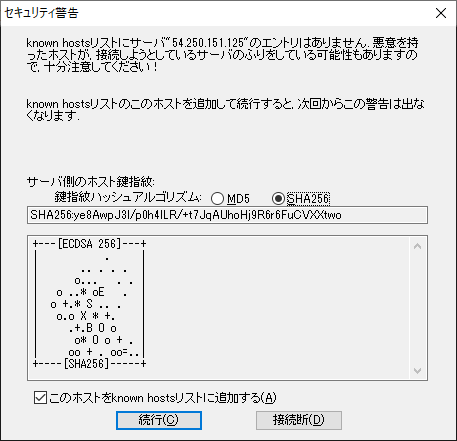 セキュリティ警告
known hostsリストにサーバ"54.250.151.125"のエントリはありません. 悪意を持
ったホストが, 接続しようとしているサーバのふりをしている可能性もありますの
で, 十分注意してください!
known hostsリストのこのホストを追加して続行すると, 次回からこの警告は出な
くなります.
サーバ側のホスト鍵指紋:
鍵指紋ハッシュアルゴリズム: MD5 SHA256
SHA256:ye8AwpJ3l/p0h4ILR/+t7JqAUhoHj9R6r6FuCVXXtwo
+---[ECDSA 256]---+
|            .    |
|        .. . . . |
|       o...   . .|
|    o ..* oE   . |
|   o +.* S .. .  |
|    o.o X * +.   |
|      .+.B O o   |
|       o* O o + .|
|      oo + . oo=..|
+----[SHA256]-----+
このホストをknown hostsリストに追加する(A)
続行(C) 接続断(D)